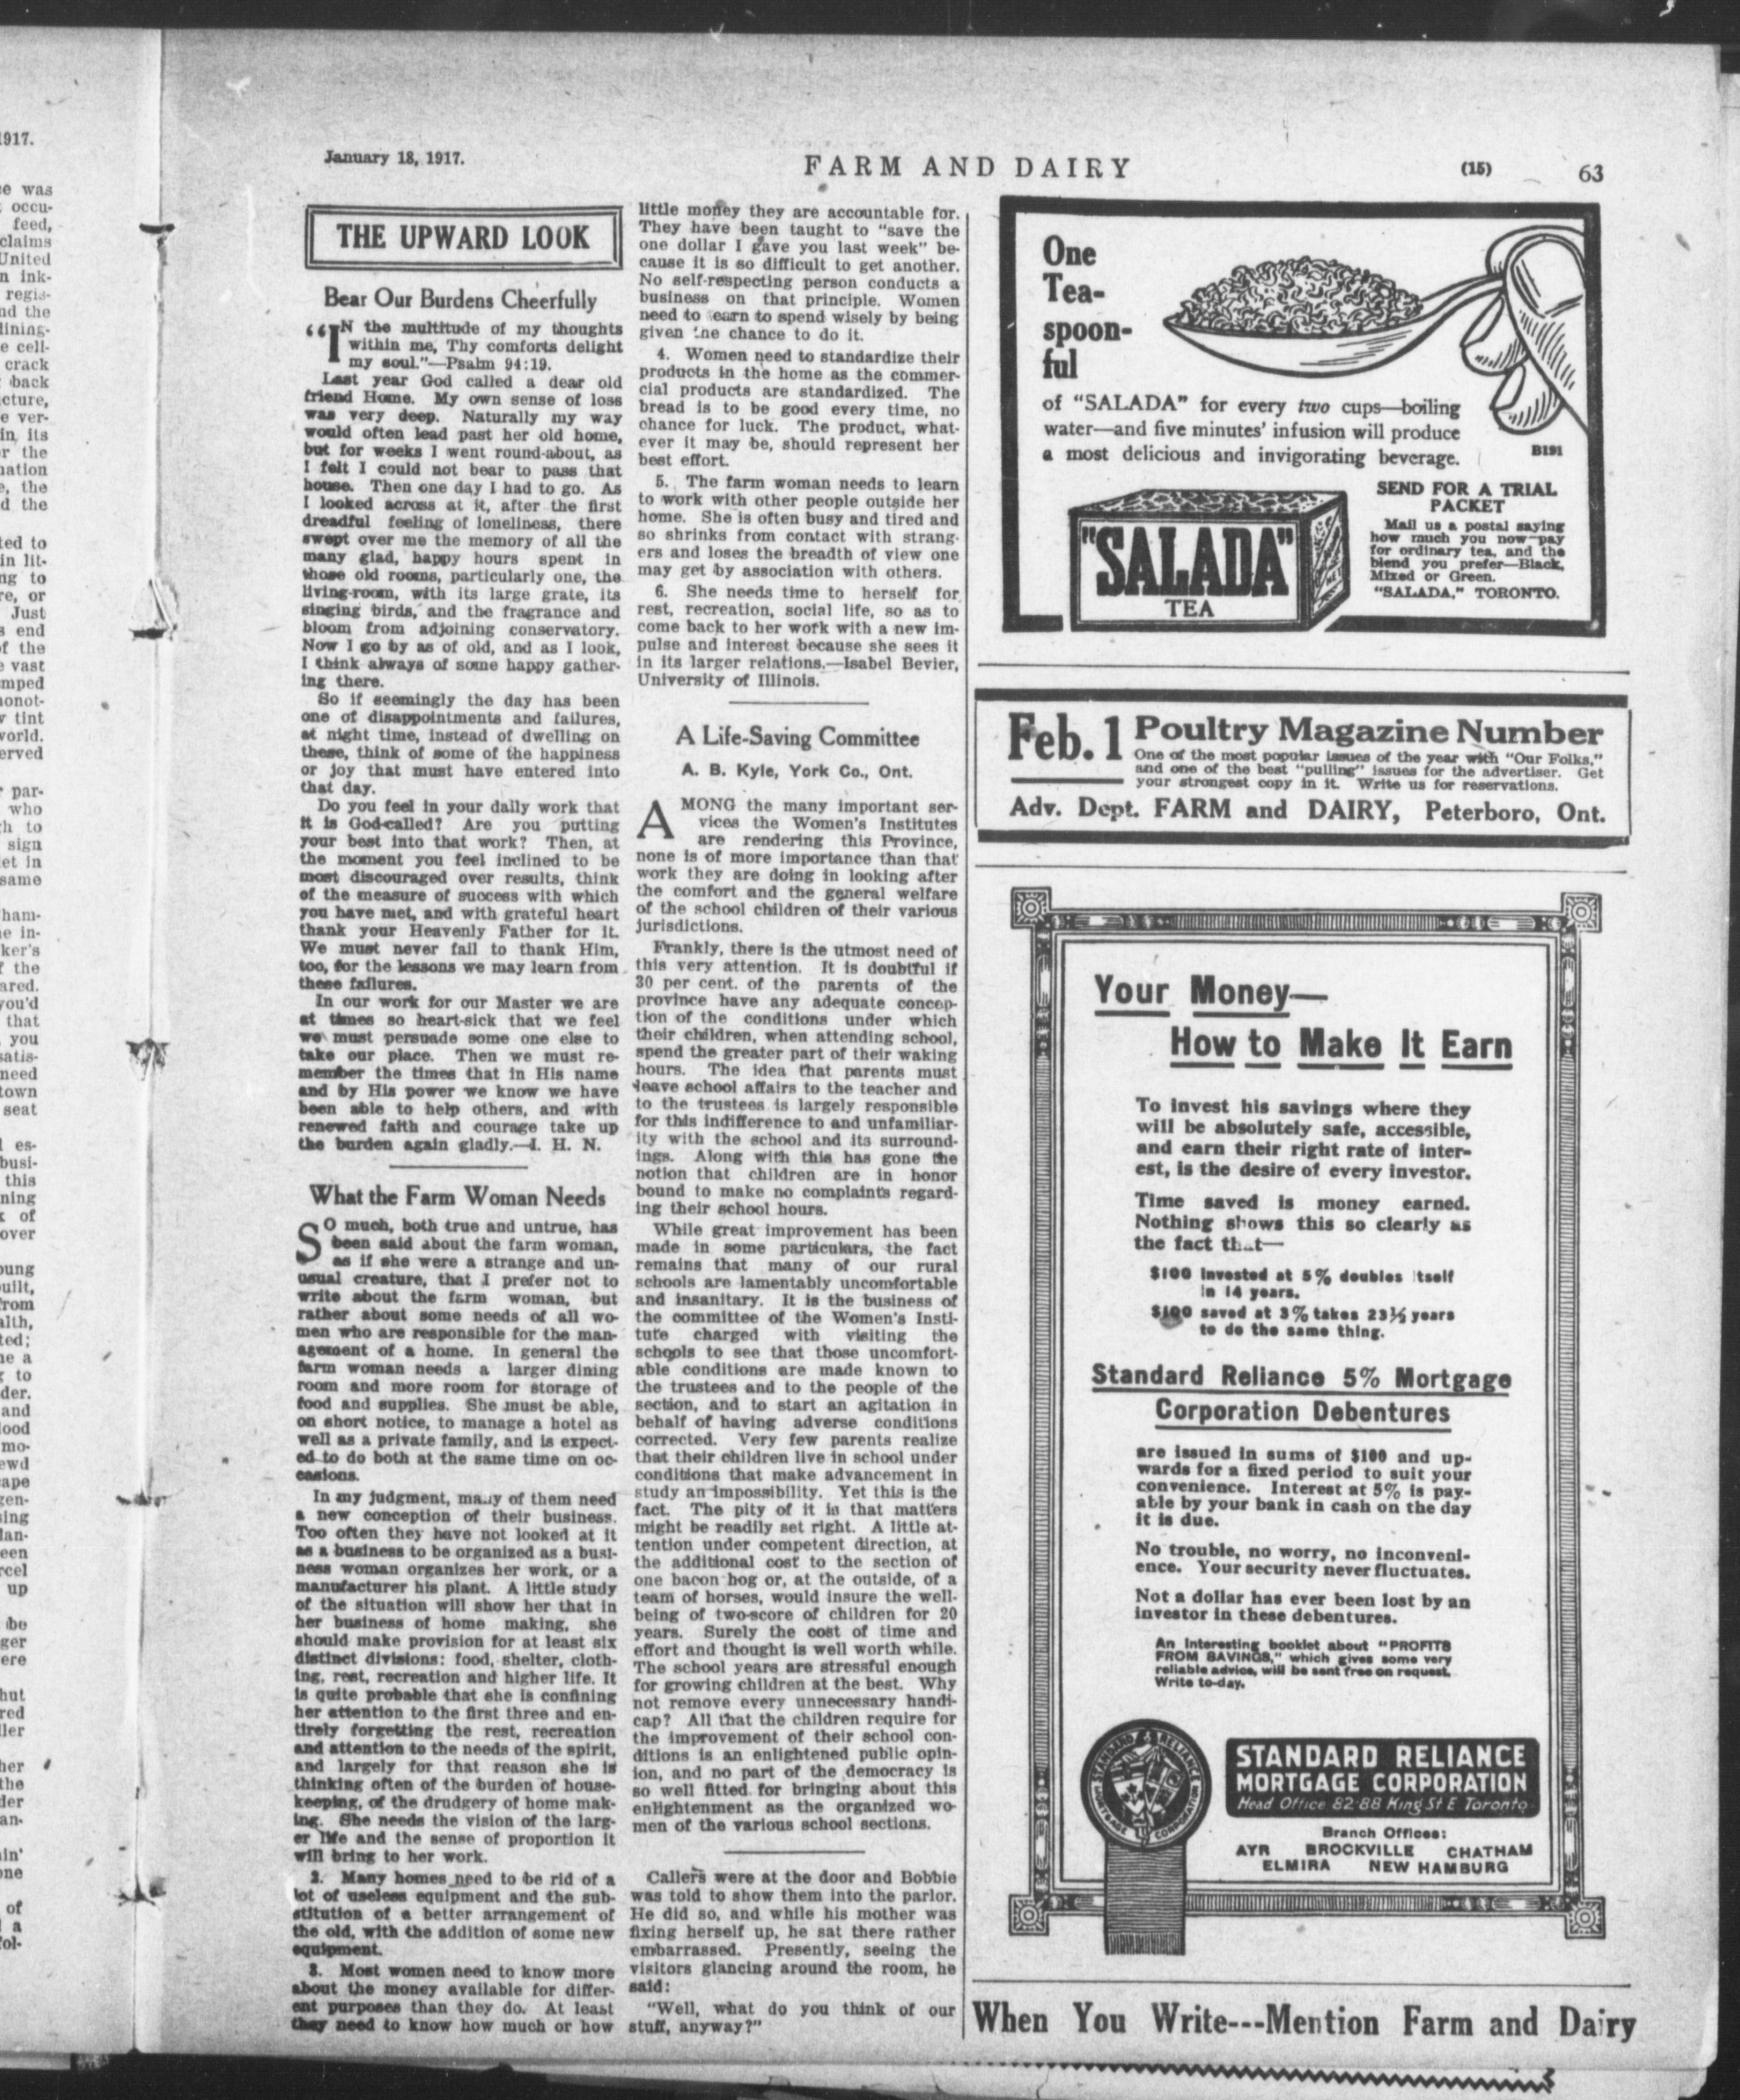 January 18, 1917.
FARM AND DAIRY
(15)
63
THE UPWARD LOOK
Bear Our Burdens Cheerfully
"IN the multitude of my thoughts
within me, Thy comforts delight
my soul."—Psalm 94:19.
Last year God called a dear old
friend Home. My own sense of loss
was very deep. Naturally my way
would often lead past her old home,
but for weeks I went round-about, as
I felt I could not bear to pass that
house. Then one day I had to go. As
I looked across at it, after the first
dreadful feeling of loneliness, there
swept over me the memory of all the
many glad, happy hours spent in
those old rooms, particularly one, the
living-room, with its large grate, its
singing birds, and the fragrance and
bloom from adjoining conservatory.
Now I go by as of old, and as I look,
I think always of some happy gather-
ing there.
So if seemingly the day has been
one of disappointments and failures,
at night time, instead of dwelling on
these, think of some of the happiness
or joy that must have entered into
that day.
Do you feel in your daily work that
it is God-called? Are you putting
your best into that work? Then, at
the moment you feel inclined to be
most discouraged over results, think
of the measure of success with which
you have met, and with grateful heart
thank your Heavenly Father for it.
We must never fail to thank Him,
too, for the lessons we may learn from
these failures.
In our work for our Master we are
at times so heart-sick that we feel
we must persuade some one else to
take our place. Then we must re-
member the times that in His name
and by His power we know we have
been able to help others, and with
renewed faith and courage take up
the burden again gladly.—I. H. N.
What the Farm Woman Needs
SO much, both true and untrue, has
been said about the farm woman,
as if she were a strange and un-
usual creature, that I prefer not to
write about the farm woman, but
rather about some needs of all wo-
men who are responsible for the man-
agement of a home. In general the
farm woman needs a larger dining
room and more room for storage of
food and supplies. She must be able,
on short notice, to manage a hotel as
well as a private family, and is expect-
ed to do both at the same time on oc-
casions.
In my judgment, many of them need
a new conception of their business.
Too often they have not looked at it
as a business to be organized as a busi-
ness woman organizes her work, or a
manufacturer his plant. A little study
of the situation will show her that in
her business of home making, she
should make provision for at least six
distinct divisions: food, shelter, cloth-
ing, rest, recreation and higher life. It
is quite probable that she is confining
her attention to the first three and en-
tirely forgetting the rest, recreation
and attention to the needs of the spirit,
and largely for that reason she is
thinking often of the burden of house-
keeping, of the drudgery of home mak-
ing. She needs the vision of the larg-
er life and the sense of proportion it
will bring to her work.
2. Many homes need to be rid of a
lot of useless equipment and the sub-
stitution of a better arrangement of
the old, with the addition of some new
equipment.
3. Most women need to know more
about the money available for differ-
ent purposes than they do. At least
they need to know how much or how
little money they are accountable for.
They have been taught to "save the
one dollar I gave you last week" be-
cause it is so difficult to get another.
No self-respecting person conducts a
business on that principle. Women
need to earn to spend wisely by being
given the chance to do it.
4. Women need to standardize their
products in the home as the commer-
cial products are standardized. The
bread is to be good every time, no
chance for luck. The product, what-
ever it may be, should represent her
best effort.
5. The farm woman needs to learn
to work with other people outside her
home. She is often busy and tired and
so shrinks from contact with strang-
ers and loses the breadth of view one
may get by association with others.
6. She needs time to herself for
rest, recreation, social life, so as to
come back to her work with a new im-
pulse and interest because she sees it
in its larger relations.—Isabel Bevier,
University of Illinois.
A Life-Saving Committee
A. B. Kyle, York Co., Ont.
AMONG the many important ser-
vices the Women's Institutes
are rendering this Province,
none is of more importance than that
work they are doing in looking after
the comfort and the general welfare
of the school children of their various
jurisdictions.
Frankly, there is the utmost need of
this very attention. It is doubtful if
30 per cent. of the parents of the
province have any adequate concep-
tion of the conditions under which
their children, when attending school,
spend the greater part of their waking
hours. The idea that parents must
leave school affairs to the teacher and
to the trustees is largely responsible
for this indifference to and unfamiliar-
ity with the school and its surround-
ings. Along with this has gone the
notion that children are in honor
bound to make no complaints regard-
ing their school hours.
While great improvement has been
made in some particulars, the fact
remains that many of our rural
schools are lamentably uncomfortable
and insanitary. It is the business of
the committee of the Women's Insti-
tute charged with visiting the
schools to see that those uncomfort-
able conditions are made known to
the trustees and to the people of the
section, and to start an agitation in
behalf of having adverse conditions
corrected. Very few parents realize
that their children live in school under
conditions that make advancement in
study an impossibility. Yet this is the
fact. The pity of it is that matters
might be readily set right. A little at-
tention under competent direction, at
the additional cost to the section of
one bacon hog or, at the outside, of a
team of horses, would insure the well-
being of two-score of children for 20
years. Surely the cost of time and
effort and thought is well worth while.
The school years are stressful enough
for growing children at the best. Why
not remove every unnecessary handi-
cap? All that the children require for
the improvement of their school con-
ditions is an enlightened public opin-
ion, and no part of the democracy is
so well fitted for bringing about this
enlightenment as the organized wo-
men of the various school sections.
Callers were at the door and Bobbie
was told to show them into the parlor.
He did so, and while his mother was
fixing herself up, he sat there rather
embarrassed. Presently, seeing the
visitors glancing around the room, he
said:
"Well, what do you think of our
stuff, anyway?"
One
Tea-
spoon-
ful
of "SALADA" for every two cups—boiling
water—and five minutes' infusion will produce
a most delicious and invigorating beverage.
B191
"SALADA"
TEA
SEND FOR A TRIAL
PACKET
Mail us a postal saying
how much you now pay
for ordinary tea, and the
blend you prefer—Black,
Mixed or Green.
"SALADA," TORONTO.
Feb. 1
Poultry Magazine Number
One of the most popular issues of the year with "Our Folks,"
and one of the best "pulling" issues for the advertiser. Get
your strongest copy in it. Write us for reservations.
Adv. Dept. FARM and DAIRY, Peterboro, Ont.
Your Money—
How to Make It Earn
To invest his savings where they
will be absolutely safe, accessible,
and earn their right rate of inter-
est, is the desire of every investor.
Time saved is money earned.
Nothing shows this so clearly as
the fact that—
$100 invested at 5% doubles itself
in 14 years.
$100 saved at 3% takes 23½ years
to do the same thing.
Standard Reliance 5% Mortgage
Corporation Debentures
are issued in sums of $100 and up-
wards for a fixed period to suit your
convenience. Interest at 5% is pay-
able by your bank in cash on the day
it is due.
No trouble, no worry, no inconveni-
ence. Your security never fluctuates.
Not a dollar has ever been lost by an
investor in these debentures.
An Interesting booklet about "PROFITS
FROM SAVINGS," which gives some very
reliable advice, will be sent free on request.
Write to-day.
STANDARD RELIANCE
MORTGAGE CORPORATION
STANDARD RELIANCE
MORTGAGE CORPORATION
Head Office 82-88 King St E Toronto
Branch Offices:
AYR BROCKVILLE CHATHAM
ELMIRA NEW HAMBURG
When You Write---Mention Farm and Dairy